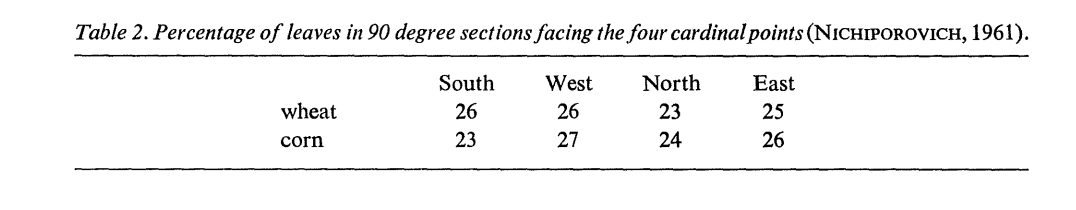 Table 2. Percentage of leaves in 90 degree sections facing the four cardinal points (NICHIPOROVICH, 1961).
South West North East
wheat 26 26 23 25
corn 23 27 24 26